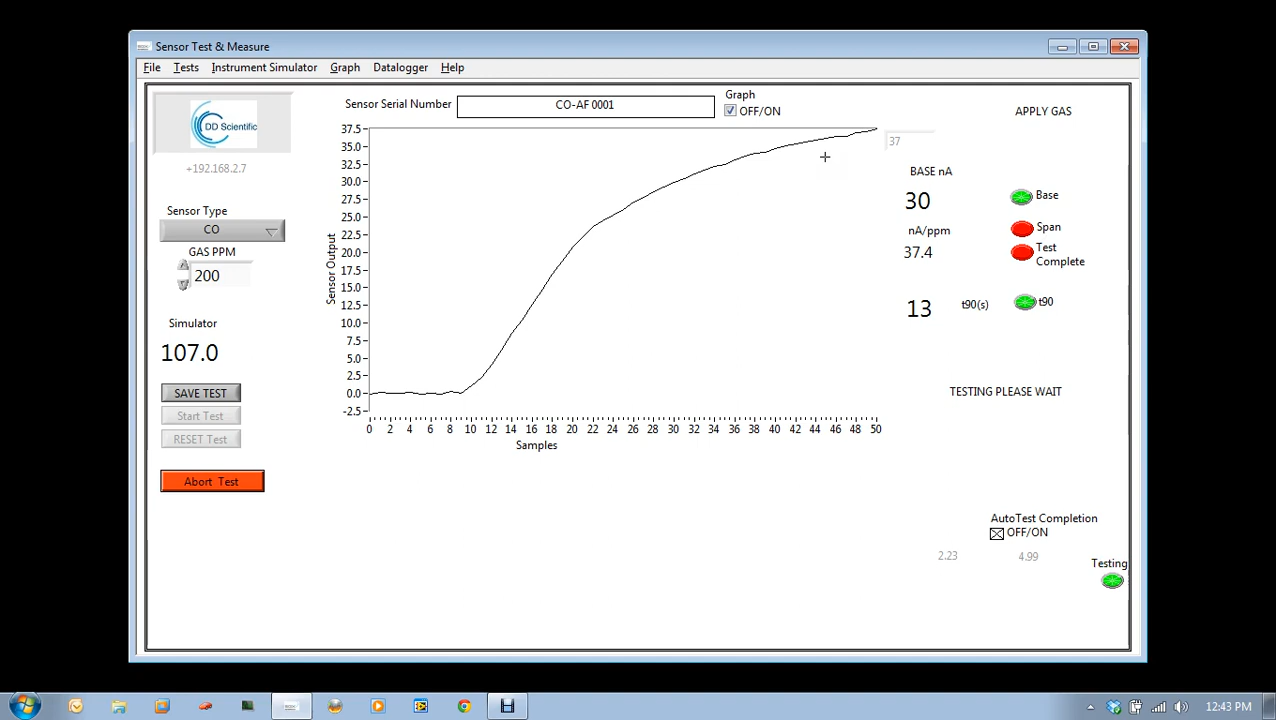 Sensor Test & Measure
File Tests Instrument Simulator Graph Datalogger Help
DD Scientific
+192.168.2.7
Sensor Serial Number CO-AF 0001
Graph
OFF/ON
APPLY GAS
Sensor Type
CO
GAS PPM
200
Simulator
107.0
SAVE TEST
Start Test
RESET Test
Abort Test
Sensor Output
37.5
35.0
32.5
30.0
27.5
25.0
22.5
20.0
17.5
15.0
12.5
10.0
7.5
5.0
2.5
0.0
-2.5
0 2 4 6 8 10 12 14 16 18 20 22 24 26 28 30 32 34 36 38 40 42 44 46 48 50
Samples
37
BASE nA
30
nA/ppm
37.4
13 t90(s)
Base
Span
Test
Complete
t90
TESTING PLEASE WAIT
AutoTest Completion
OFF/ON
2.23 4.99
Testing
12:43 PM